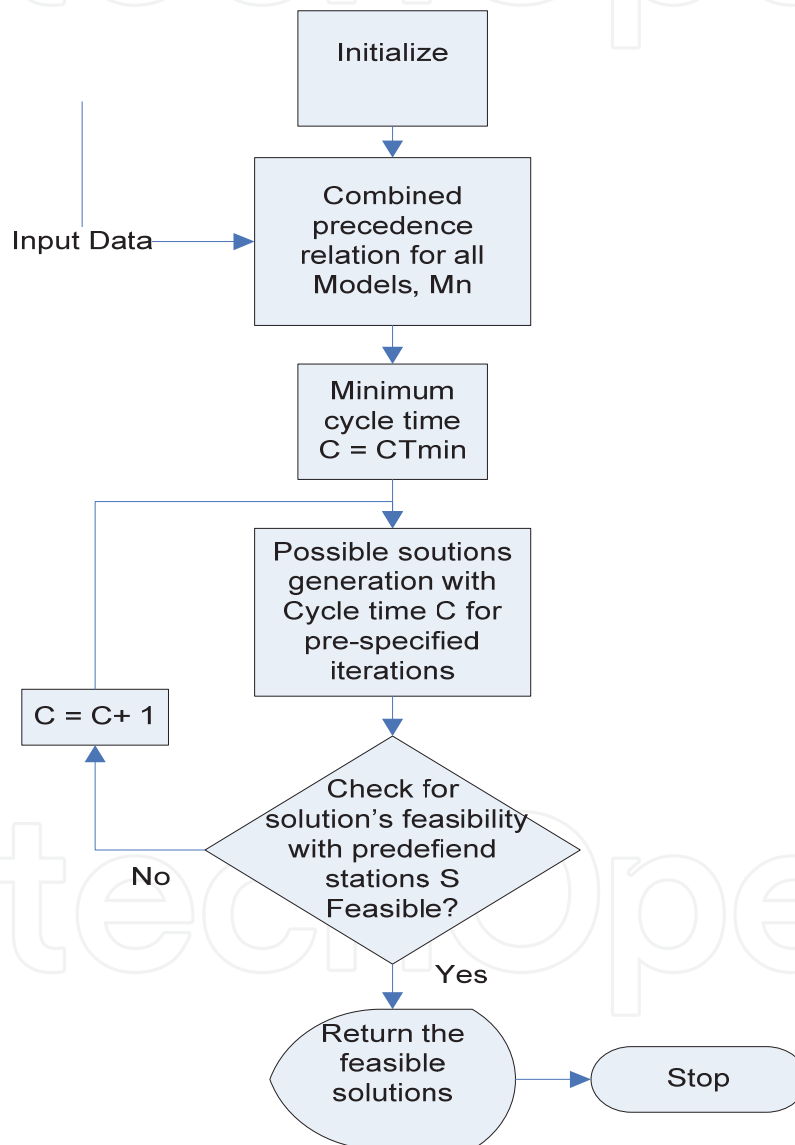 Initialize
Combined
precedence
relation for all
Models, Mn
Input Data
Minimum
cycle time
C = CTmin
Possible soutions
generation with
Cycle time C for
pre-specified
iterations
C = C+ 1
Check for
solution’s feasibility
with predefiend
stations S
Feasible?
No
Yes
Return the
feasible
solutions
Stop